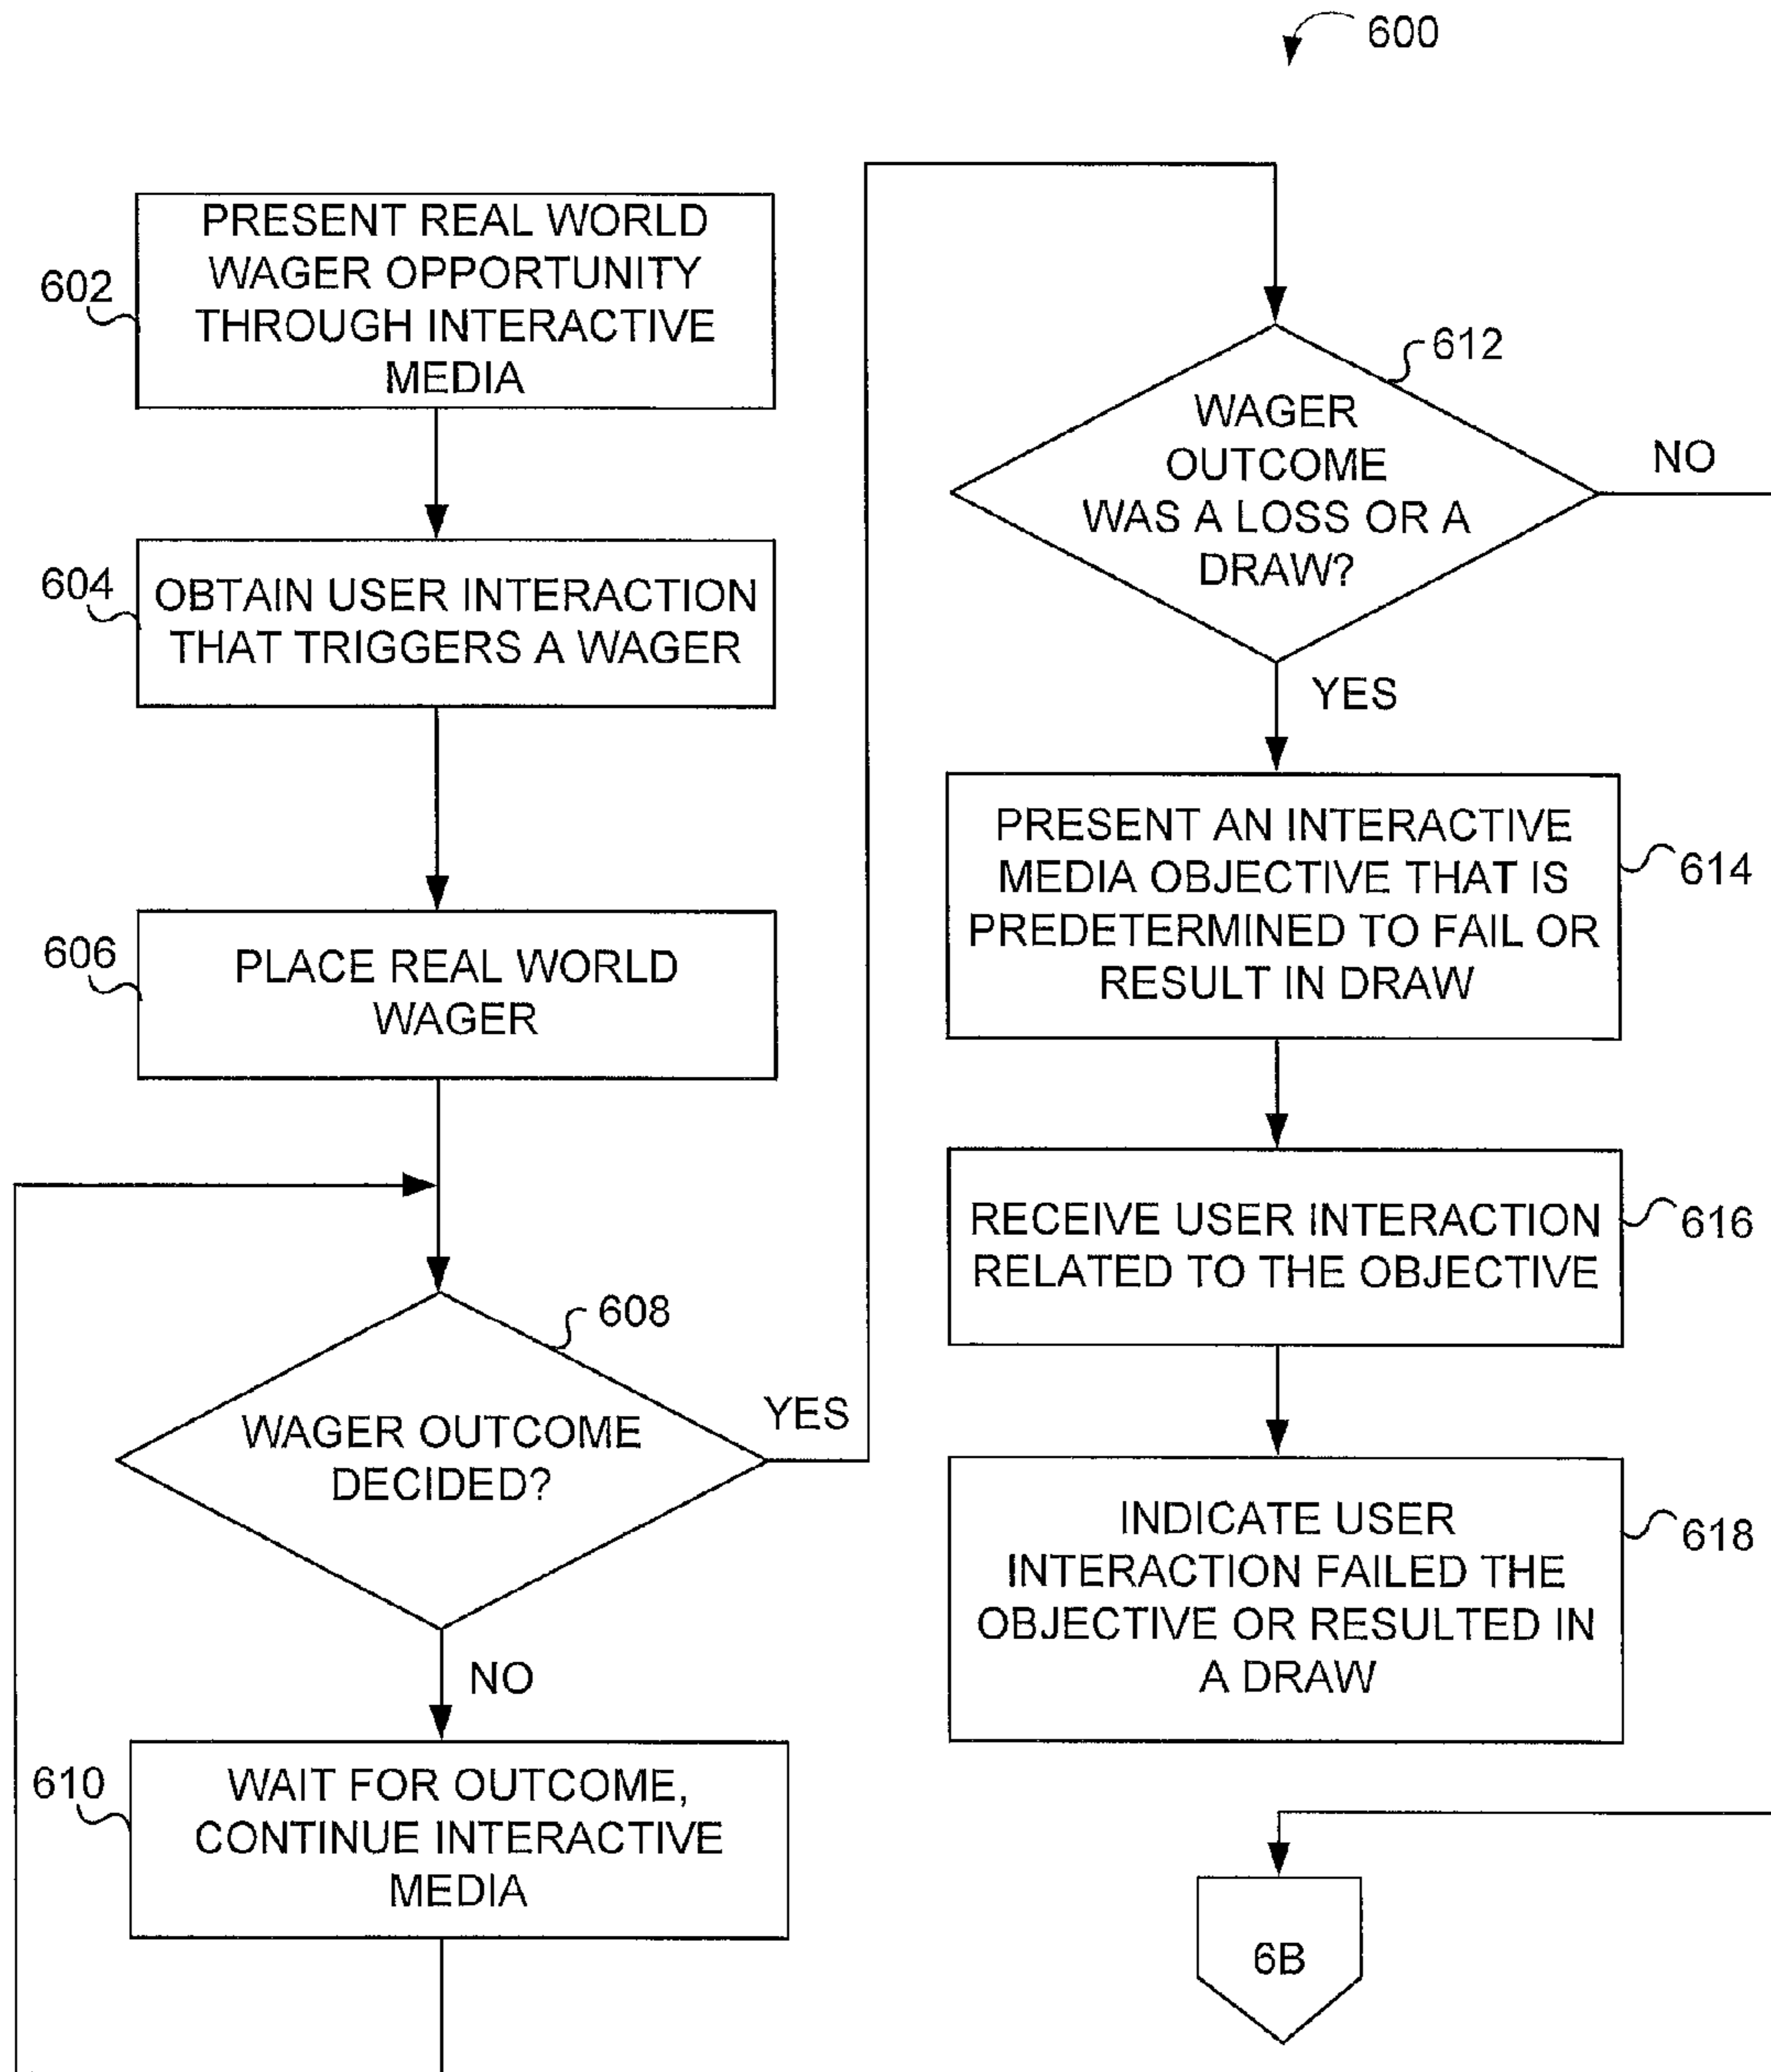 600
602
PRESENT REAL WORLD
WAGER OPPORTUNITY
THROUGH INTERACTIVE
MEDIA
604
OBTAIN USER INTERACTION
THAT TRIGGERS A WAGER
606
PLACE REAL WORLD
WAGER
608
WAGER OUTCOME
DECIDED?
YES
NO
610
WAIT FOR OUTCOME,
CONTINUE INTERACTIVE
MEDIA
612
WAGER
OUTCOME
WAS A LOSS OR A
DRAW?
NO
YES
PRESENT AN INTERACTIVE
MEDIA OBJECTIVE THAT IS
PREDETERMINED TO FAIL OR
RESULT IN DRAW
614
RECEIVE USER INTERACTION
RELATED TO THE OBJECTIVE
616
INDICATE USER
INTERACTION FAILED THE
OBJECTIVE OR RESULTED IN
A DRAW
618
6B